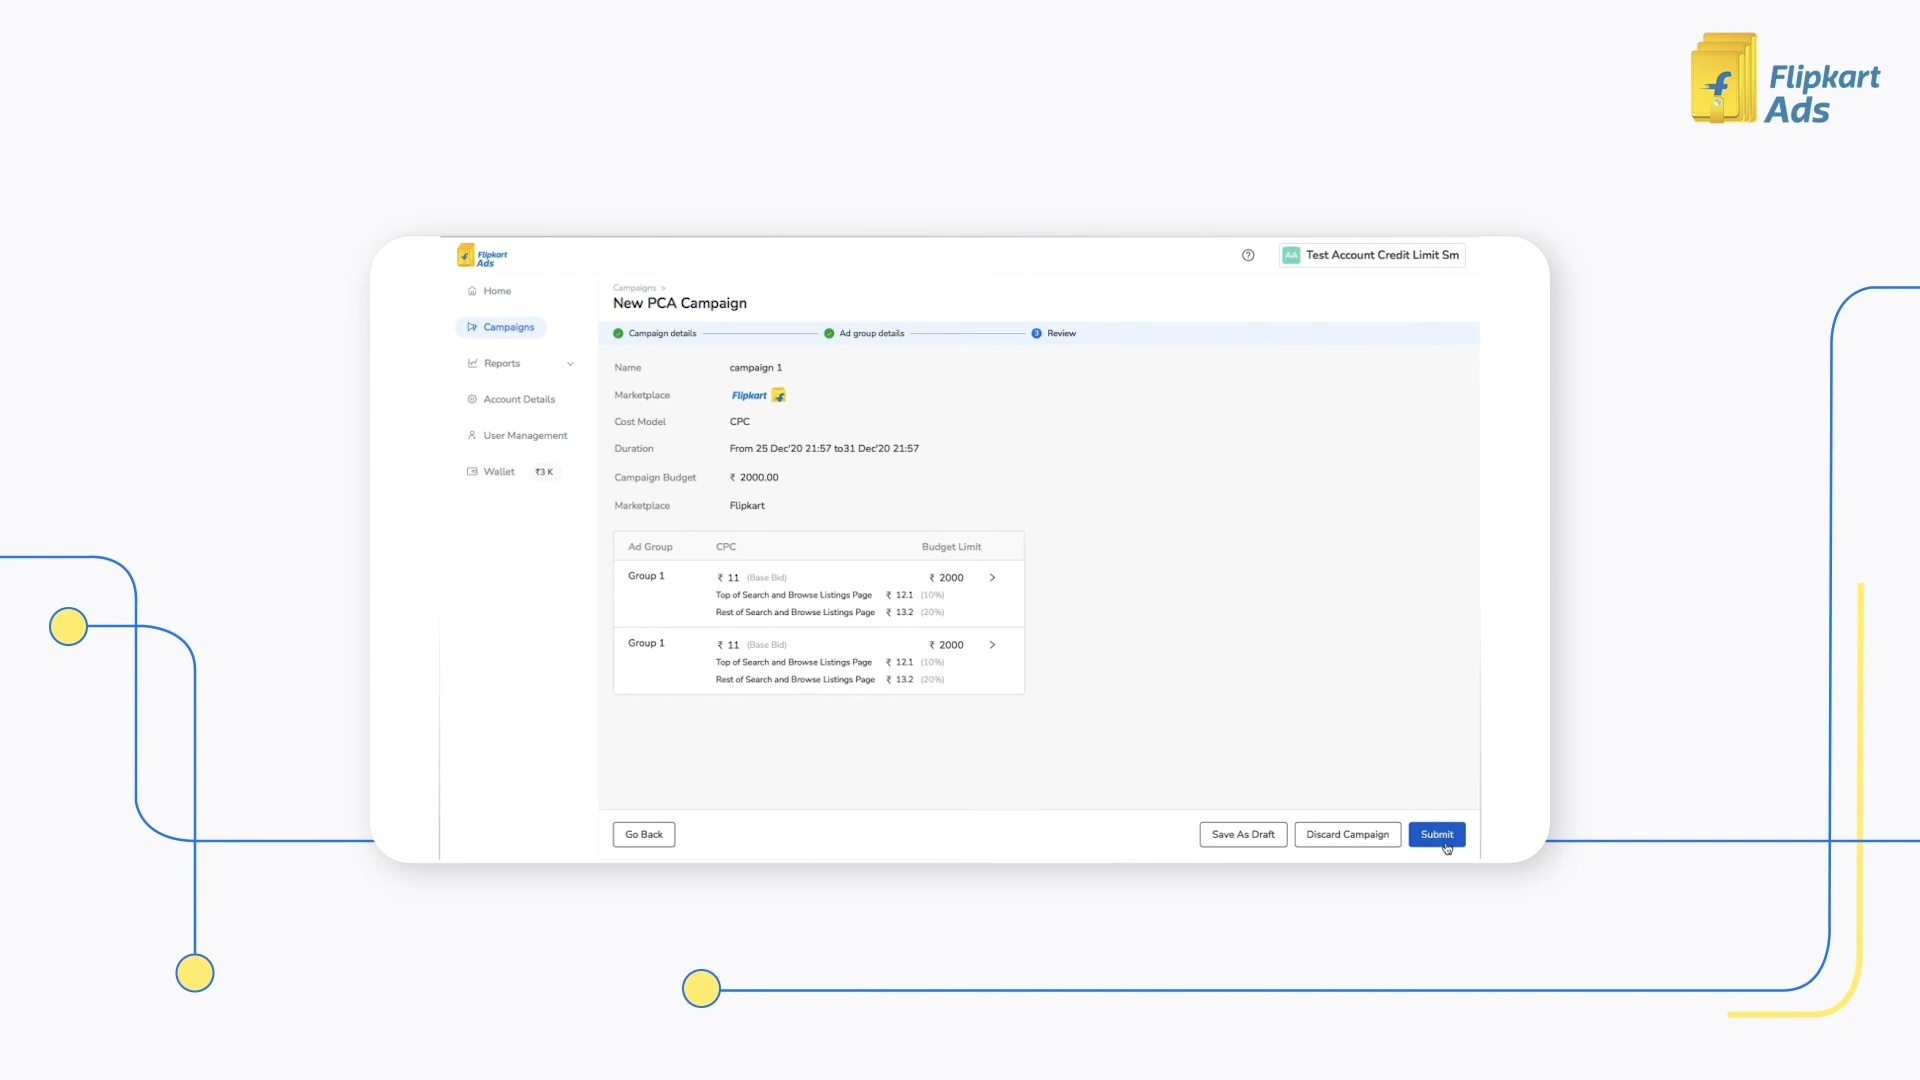 Flipkart
Ads
Flipkart
Ads
AA Test Account Credit Limit Sm
Home
Campaigns
Reports
Account Details
User Management
Wallet ₹3 K
Campaigns >
New PCA Campaign
Campaign details
Ad group details
3 Review
Name campaign 1
Marketplace Flipkart
Cost Model CPC
Duration From 25 Dec'20 21:57 to31 Dec'20 21:57
Campaign Budget ₹ 2000.00
Marketplace Flipkart
Ad Group CPC Budget Limit
Group 1 ₹ 11 (Base Bid) ₹ 2000 >
Top of Search and Browse Listings Page ₹ 12.1 (10%)
Rest of Search and Browse Listings Page ₹ 13.2 (20%)
Group 1 ₹ 11 (Base Bid) ₹ 2000 >
Top of Search and Browse Listings Page ₹ 12.1 (10%)
Rest of Search and Browse Listings Page ₹ 13.2 (20%)
Go Back
Save As Draft
Discard Campaign
Submit